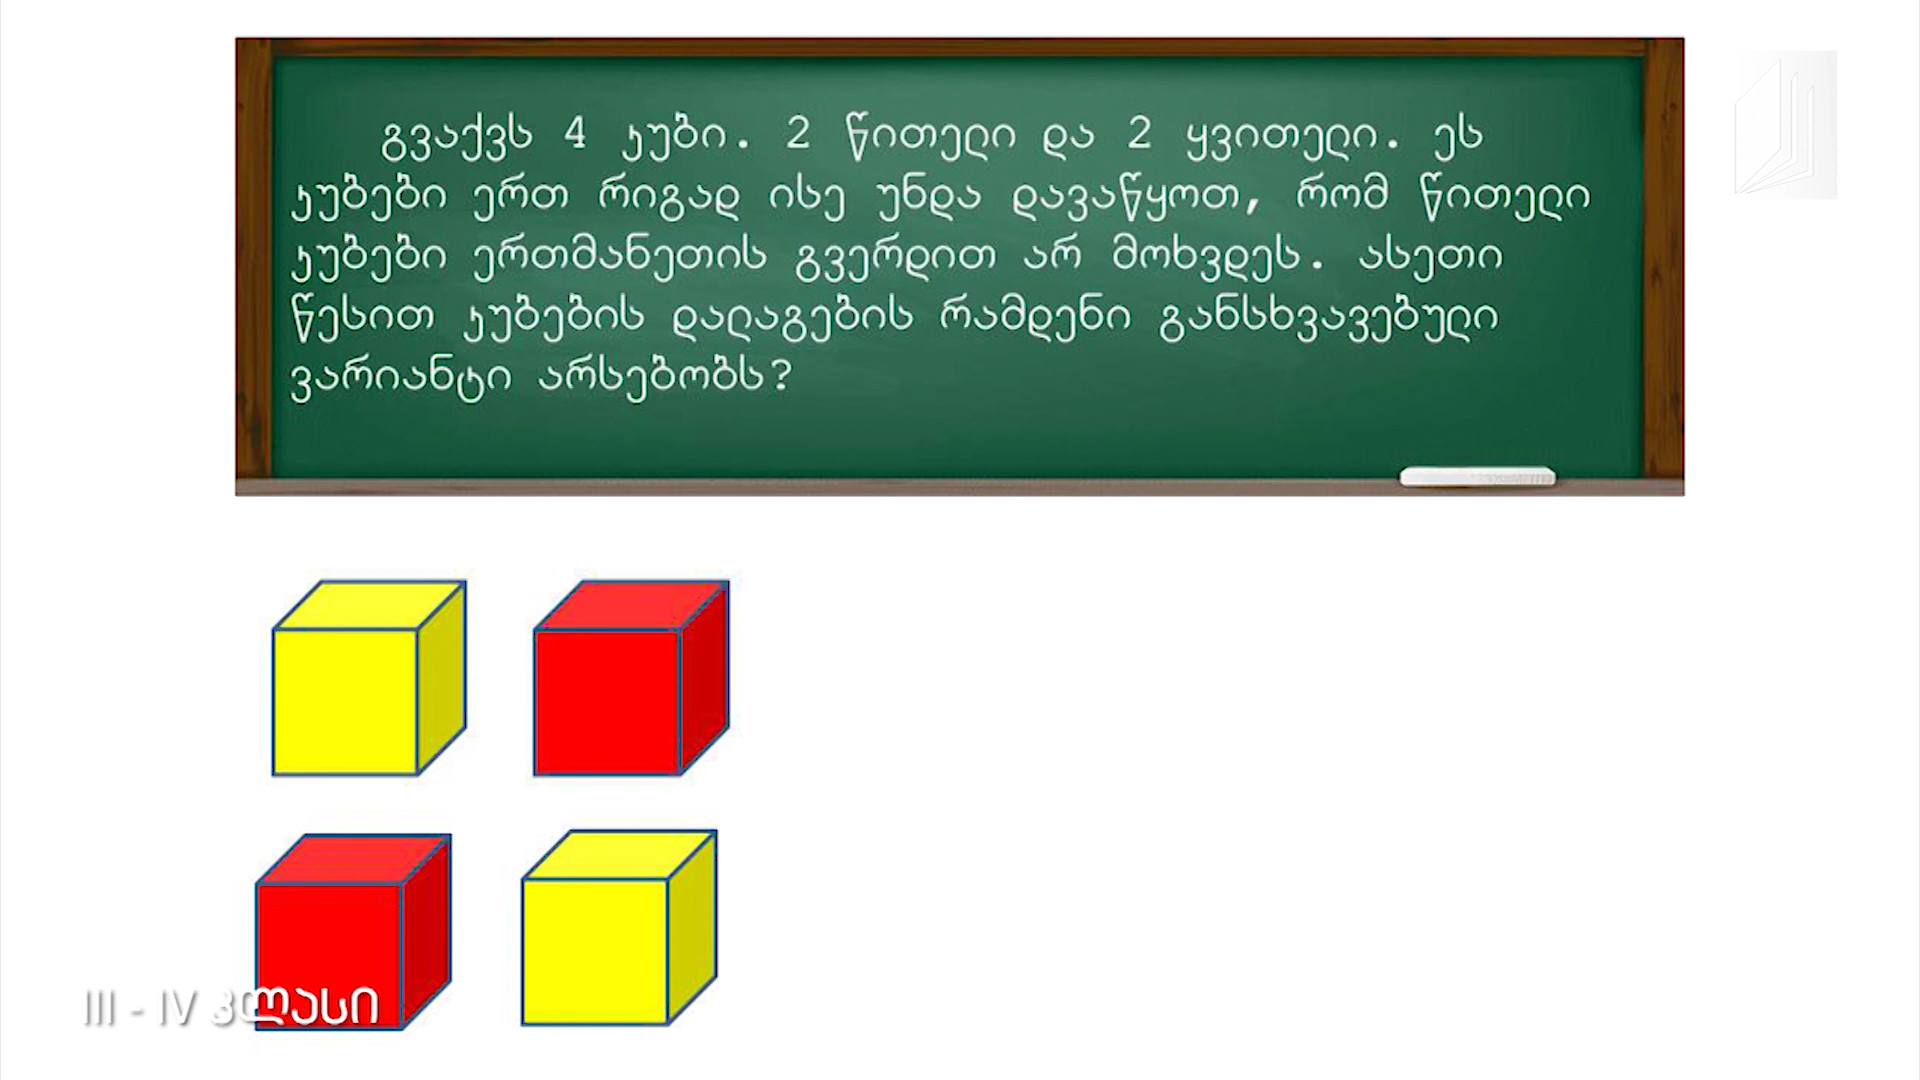 გვაქვს 4 კუბი. 2 წითელი და 2 ყვითელი. ეს
კუბები ერთ რიგად ისე უნდა დავაწყოთ, რომ წითელი
კუბები ერთმანეთის გვერდით არ მოხვდეს. ასეთი
წესით კუბების დალაგების რამდენი განსხვავებული
ვარიანტი არსებობს?
III - IV კლასი